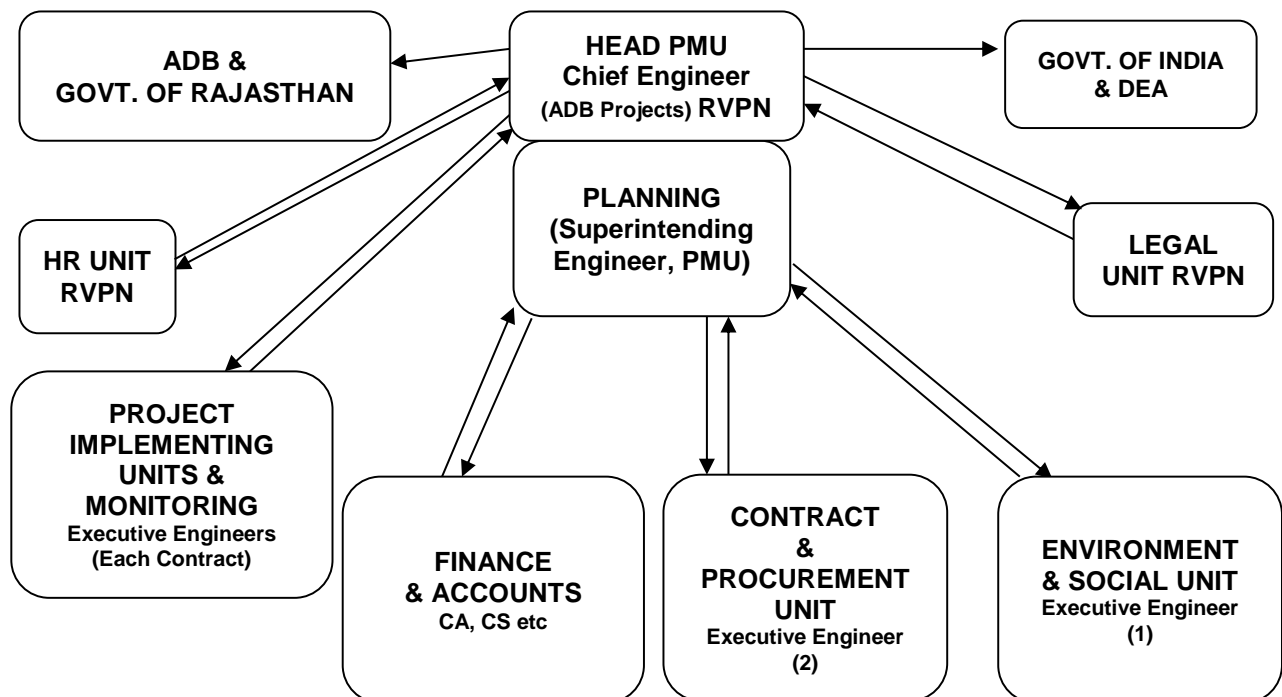 ADB &
GOVT. OF RAJASTHAN
HEAD PMU
Chief Engineer
(ADB Projects) RVPN
GOVT. OF INDIA
& DEA
PLANNING
(Superintending
Engineer, PMU)
HR UNIT
RVPN
LEGAL
UNIT RVPN
PROJECT
IMPLEMENTING
UNITS &
MONITORING
Executive Engineers
(Each Contract)
FINANCE
& ACCOUNTS
CA, CS etc
CONTRACT
&
PROCUREMENT
UNIT
Executive Engineer
(2)
ENVIRONMENT
& SOCIAL UNIT
Executive Engineer
(1)